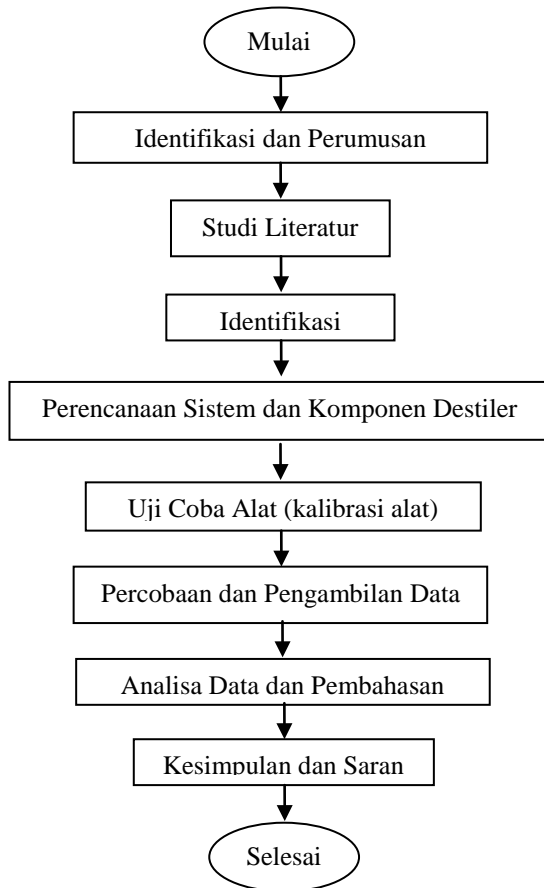 Mulai
Identifikasi dan Perumusan
Studi Literatur
Identifikasi
Perencanaan Sistem dan Komponen Destiler
Uji Coba Alat (kalibrasi alat)
Percobaan dan Pengambilan Data
Analisa Data dan Pembahasan
Kesimpulan dan Saran
Selesai